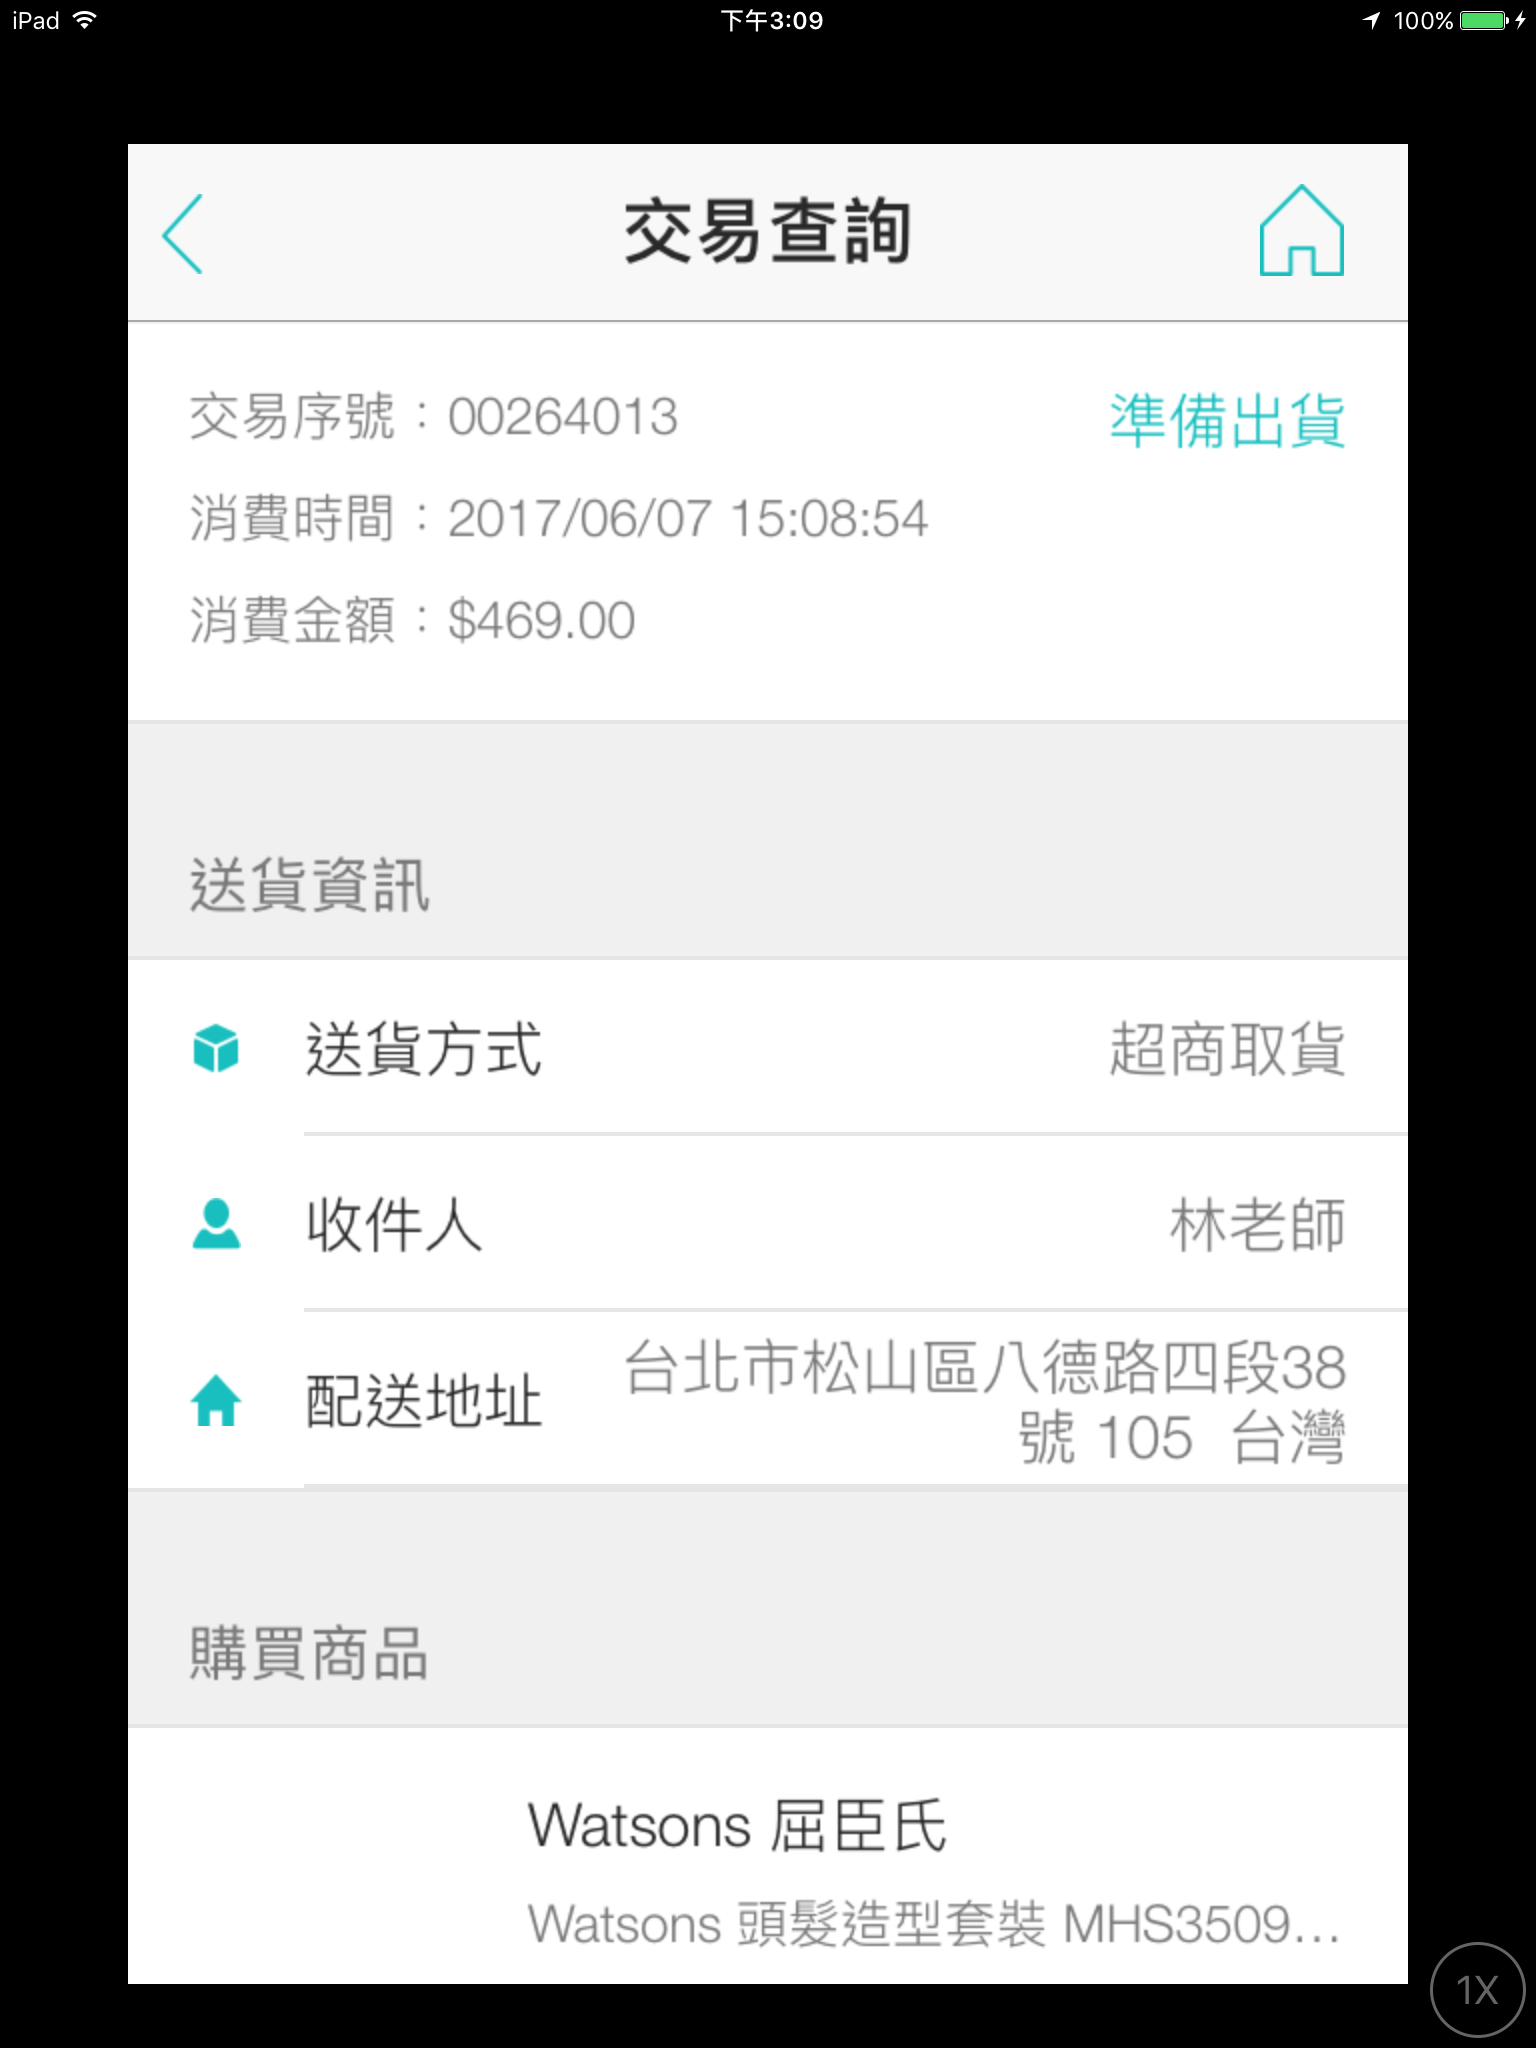 iPad
下午3:09
100%
交易查詢
交易序號：00264013
準備出貨
消費時間：2017/06/07 15:08:54
消費金額：$469.00
送貨資訊
送貨方式
超商取貨
收件人
林老師
配送地址
台北市松山區八德路四段38
號 105  台灣
購買商品
Watsons 屈臣氏
Watsons 頭髮造型套裝 MHS3509...
1X